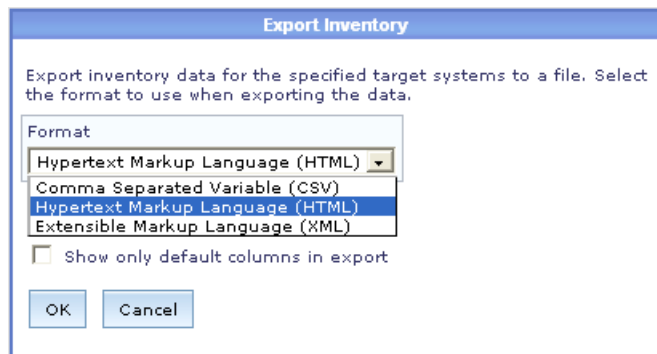 Export Inventory
Export inventory data for the specified target systems to a file. Select
the format to use when exporting the data.
Format
Hypertext Markup Language (HTML)
Comma Separated Variable (CSV)
Hypertext Markup Language (HTML)
Extensible Markup Language (XML)
Show only default columns in export
OK Cancel